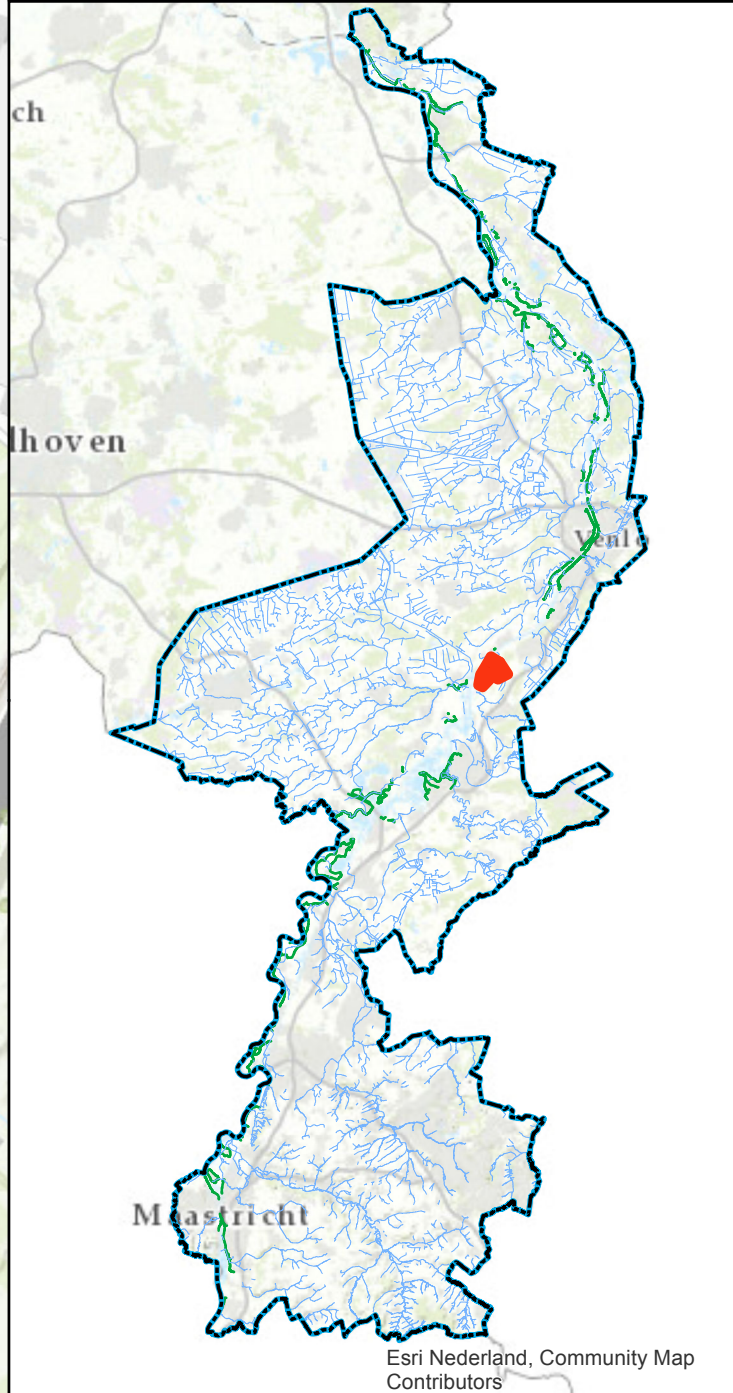 ch
lhoven
Venlo
Maastricht
Esri Nederland, Community Map
Contributors